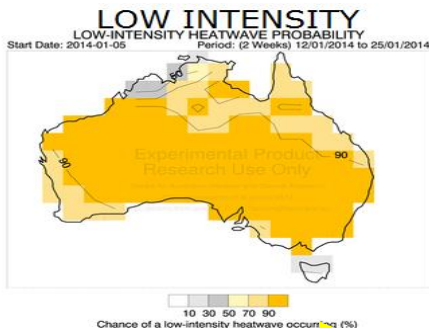 LOW INTENSITY
LOW-INTENSITY HEATWAVE PROBABILITY
Start Date: 2014-01-05 Period: (2 Weeks) 12/01/2014 to 25/01/2014
50
90
90
Experimental Product
Research Use Only
10 30 50 70 90
Chance of a low-intensity heatwave occurring (%)